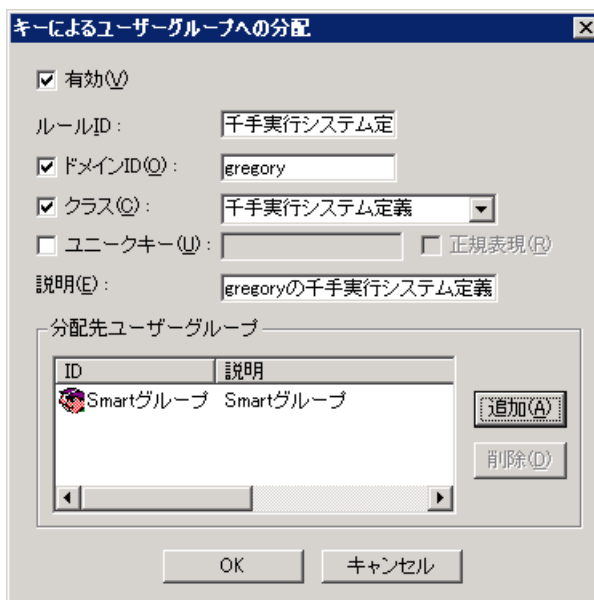 キーによるユーザーグループへの分配
有効(V)
ルールID: 千手実行システム定
ドメインID(O): gregory
クラス(C): 千手実行システム定義
ユニークキー(U): 正規表現(R)
説明(E): gregoryの千手実行システム定義
分配先ユーザーグループ
ID 説明
Smartグループ Smartグループ
追加(A)
削除(D)
OK キャンセル